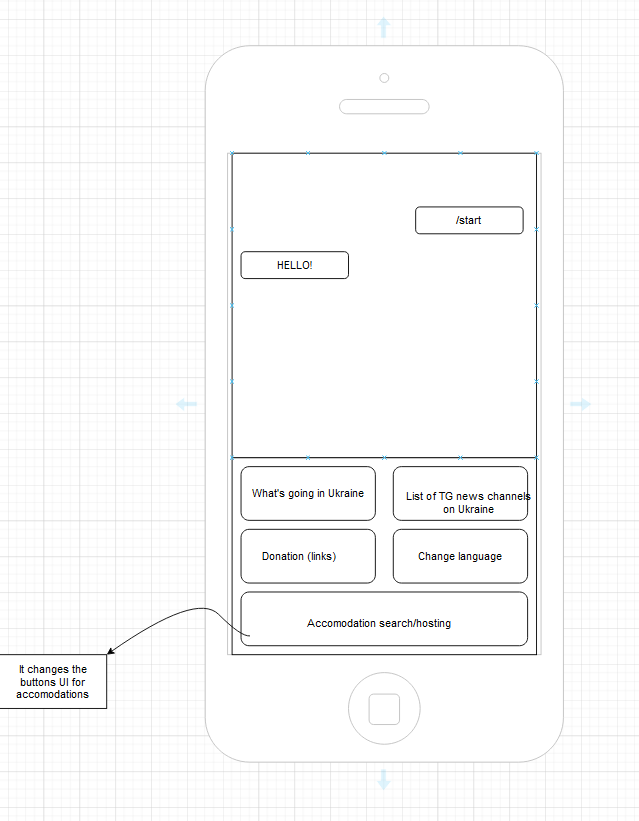 /start
HELLO!
What's going in Ukraine
List of TG news channels
on Ukraine
Donation (links)
Change language
Accomodation search/hosting
It changes the
buttons UI for
accomodations